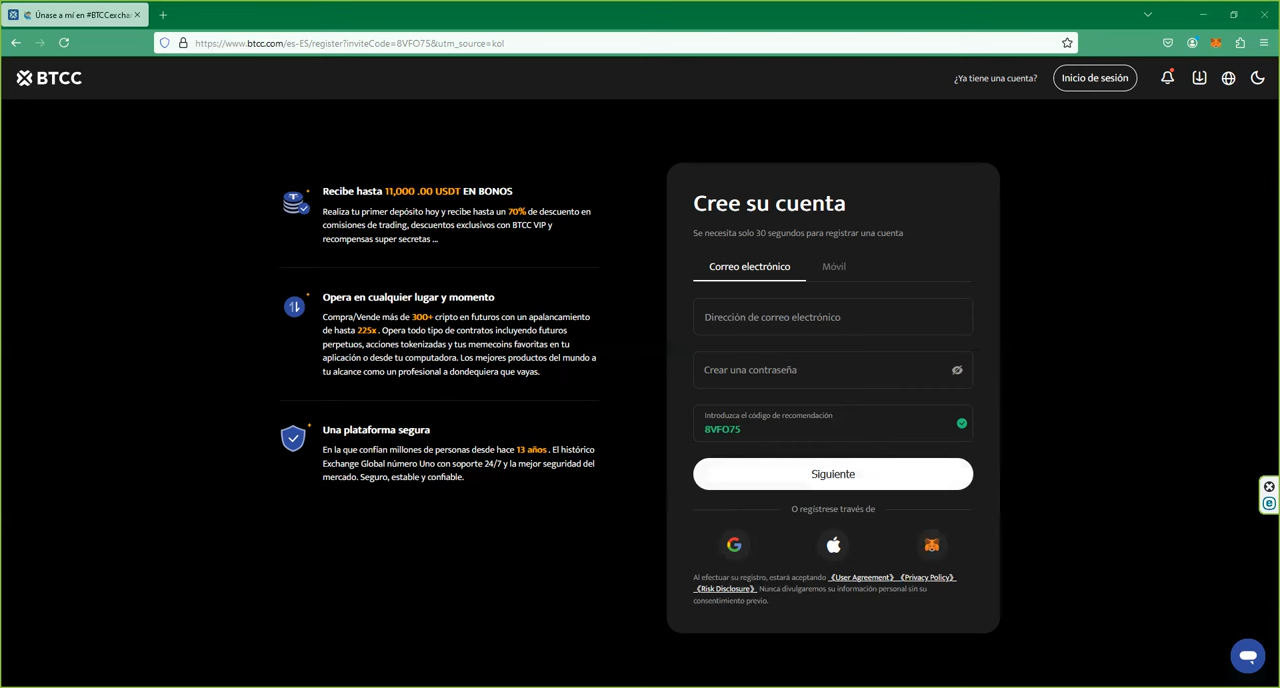 Únase a mí en #BTCCexcha
https://www.btcc.com/es-ES/register?inviteCode=8VFO75&utm_source=kol
BTCC
¿Ya tiene una cuenta?
Inicio de sesión
Recibe hasta 11,000 .00 USDT EN BONOS
Realiza tu primer depósito hoy y recibe hasta un 70% de descuento en
comisiones de trading, descuentos exclusivos con BTCC VIP y
recompensas super secretas ...
Opera en cualquier lugar y momento
Compra/Vende más de 300+ cripto en futuros con un apalancamiento
de hasta 225x . Opera todo tipo de contratos incluyendo futuros
perpetuos, acciones tokenizadas y tus memecoins favoritas en tu
aplicación o desde tu computadora. Los mejores productos del mundo a
tu alcance como un profesional a dondequiera que vayas.
Una plataforma segura
En la que confían millones de personas desde hace 13 años . El histórico
Exchange Global número Uno con soporte 24/7 y la mejor seguridad del
mercado. Seguro, estable y confiable.
Cree su cuenta
Se necesita solo 30 segundos para registrar una cuenta
Correo electrónico
Móvil
Dirección de correo electrónico
Crear una contraseña
Introduzca el código de recomendación
8VFO75
Siguiente
O regístrese través de
Al efectuar su registro, estará aceptando 《User Agreement》 《Privacy Policy》
《Risk Disclosure》 Nunca divulgaremos su información personal sin su
consentimiento previo.